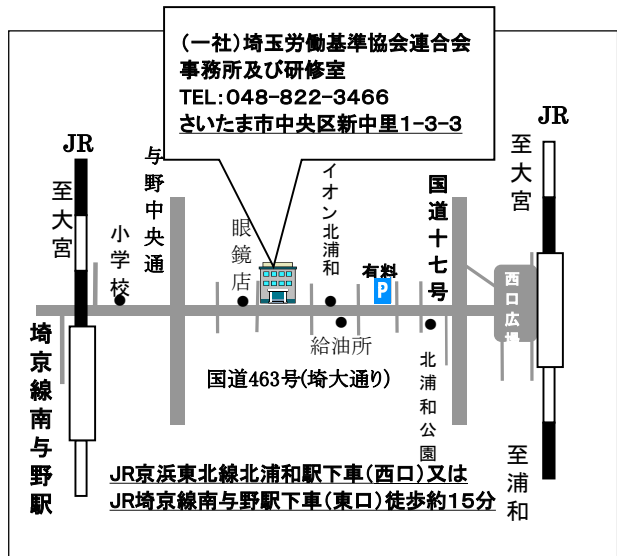 （一社）埼玉労働基準協会連合会
事務所及び研修室
TEL:048-822-3466
さいたま市中央区新中里1-3-3
JR
至大宮
小学校
与野中央通
眼鏡店
イオン北浦和
有料
P
国道十七号
JR
至大宮
西口広場
給油所
北浦和公園
国道463号(埼大通り)
埼京線南与野駅
至浦和
JR京浜東北線北浦和駅下車(西口)又は
JR埼京線南与野駅下車(東口)徒歩約15分